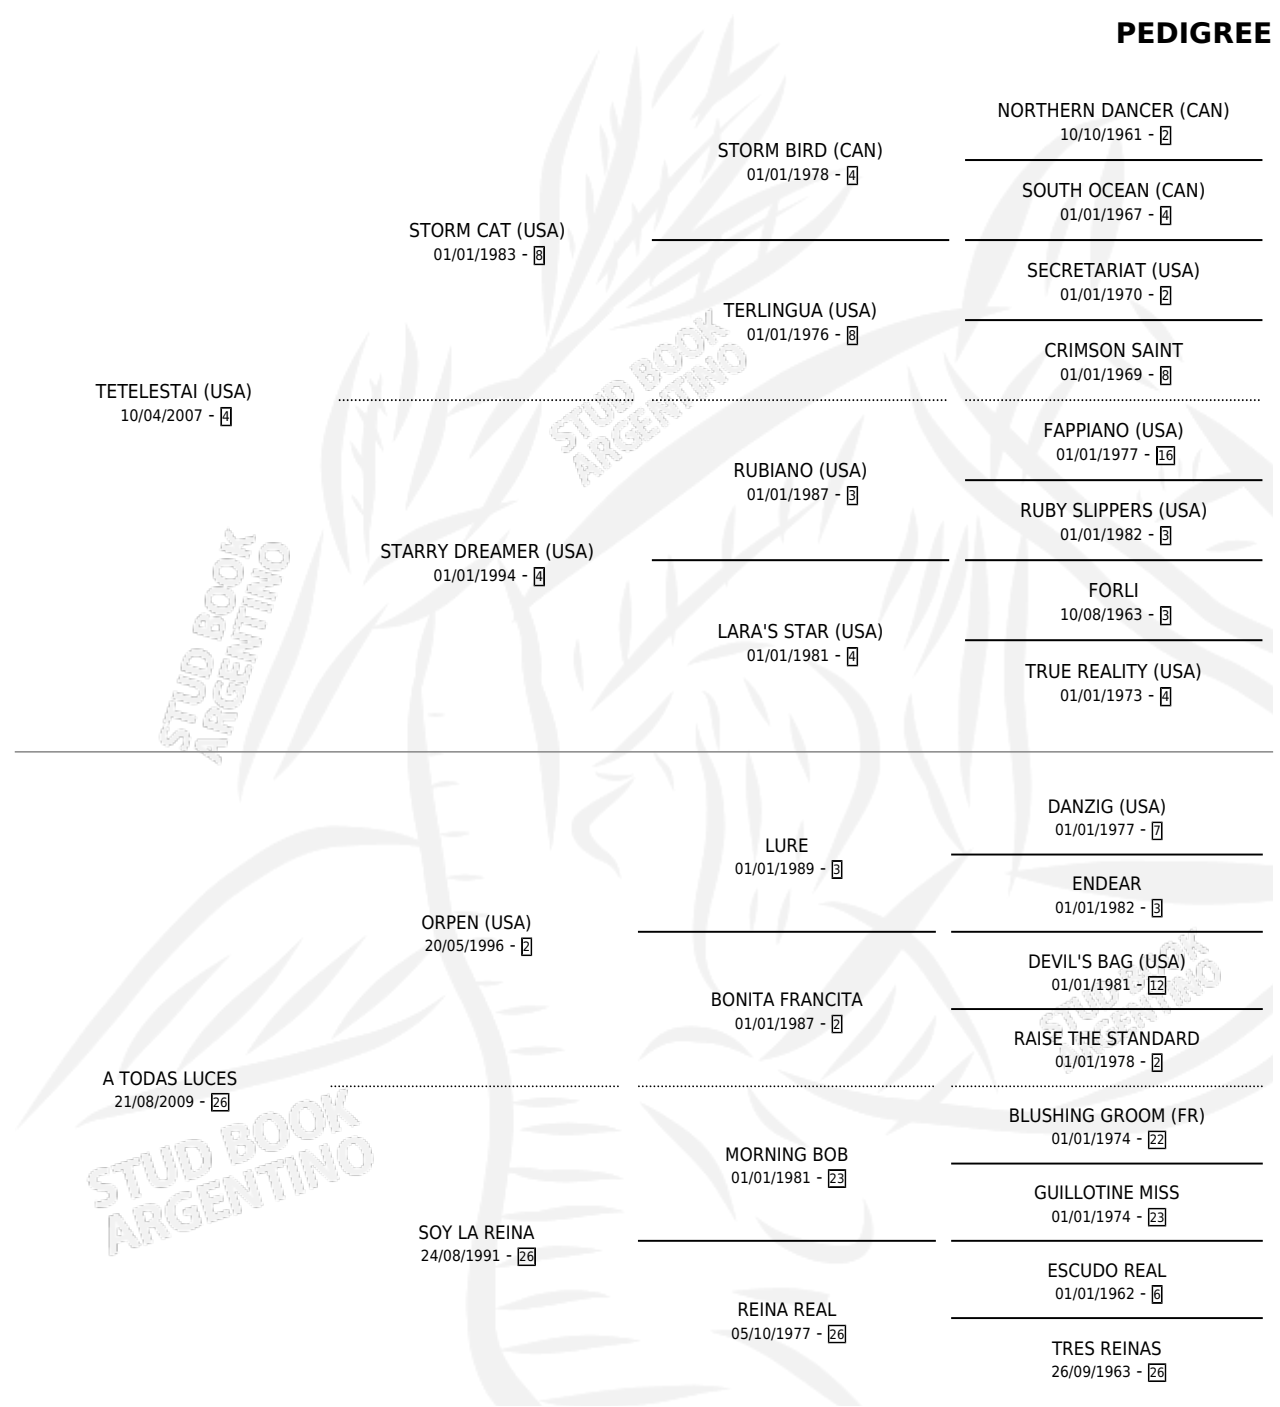 PEDIGREE
NORTHERN DANCER (CAN)
10/10/1961 - 2
STORM BIRD (CAN)
01/01/1978 - 4
SOUTH OCEAN (CAN)
01/01/1967 - 4
STORM CAT (USA)
01/01/1983 - 8
SECRETARIAT (USA)
01/01/1970 - 2
TERLINGUA (USA)
01/01/1976 - 8
CRIMSON SAINT
01/01/1969 - 8
TETELESTAI (USA)
10/04/2007 - 4
STUD BOOK
ARGENTINO
FAPPIANO (USA)
01/01/1977 - 16
RUBIANO (USA)
01/01/1987 - 3
RUBY SLIPPERS (USA)
01/01/1982 - 3
STARRY DREAMER (USA)
01/01/1994 - 4
FORLI
10/08/1963 - 3
LARA'S STAR (USA)
01/01/1981 - 4
TRUE REALITY (USA)
01/01/1973 - 4
STUD BOOK
ARGENTINO
DANZIG (USA)
01/01/1977 - 7
LURE
01/01/1989 - 3
ENDEAR
01/01/1982 - 3
ORPEN (USA)
20/05/1996 - 2
DEVIL'S BAG (USA)
01/01/1981 - 12
BONITA FRANCITA
01/01/1987 - 2
RAISE THE STANDARD
01/01/1978 - 2
STUD BOOK
ARGENTINO
A TODAS LUCES
21/08/2009 - 26
BLUSHING GROOM (FR)
01/01/1974 - 22
MORNING BOB
01/01/1981 - 23
GUILLOTINE MISS
01/01/1974 - 23
STUD BOOK
ARGENTINO
SOY LA REINA
24/08/1991 - 26
ESCUDO REAL
01/01/1962 - 6
REINA REAL
05/10/1977 - 26
TRES REINAS
26/09/1963 - 26